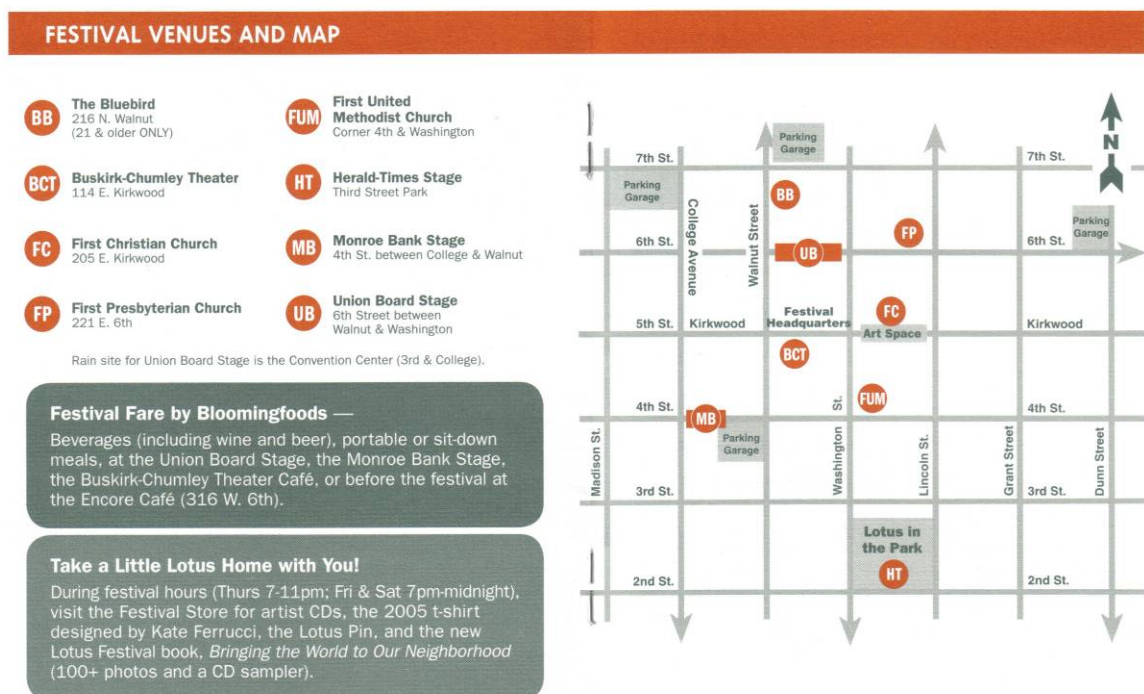 FESTIVAL VENUES AND MAP
BB
The Bluebird
216 N. Walnut
(21 & older ONLY)
BCT
Buskirk-Chumley Theater
114 E. Kirkwood
FC
First Christian Church
205 E. Kirkwood
FP
First Presbyterian Church
221 E. 6th
FUM
First United
Methodist Church
Corner 4th & Washington
HT
Herald-Times Stage
Third Street Park
MB
Monroe Bank Stage
4th St. between College & Walnut
UB
Union Board Stage
6th Street between
Walnut & Washington
Rain site for Union Board Stage is the Convention Center (3rd & College).
Festival Fare by Bloomingfoods —
Beverages (including wine and beer), portable or sit-down
meals, at the Union Board Stage, the Monroe Bank Stage,
the Buskirk-Chumley Theater Café, or before the festival at
the Encore Café (316 W. 6th).
Take a Little Lotus Home with You!
During festival hours (Thurs 7-11pm; Fri & Sat 7pm-midnight),
visit the Festival Store for artist CDs, the 2005 t-shirt
designed by Kate Ferrucci, the Lotus Pin, and the new
Lotus Festival book, Bringing the World to Our Neighborhood
(100+ photos and a CD sampler).
N
Parking
Garage
7th St.
7th St.
Parking
Garage
BB
College Avenue
Walnut Street
FP
Parking
Garage
6th St.
UB
6th St.
FC
Festival
Headquarters
5th St.
Kirkwood
Art Space
Kirkwood
BCT
FUM
4th St.
MB
4th St.
Parking
Garage
Madison St.
Washington St.
Lincoln St.
Grant Street
Dunn Street
3rd St.
3rd St.
Lotus in
the Park
HT
2nd St.
2nd St.